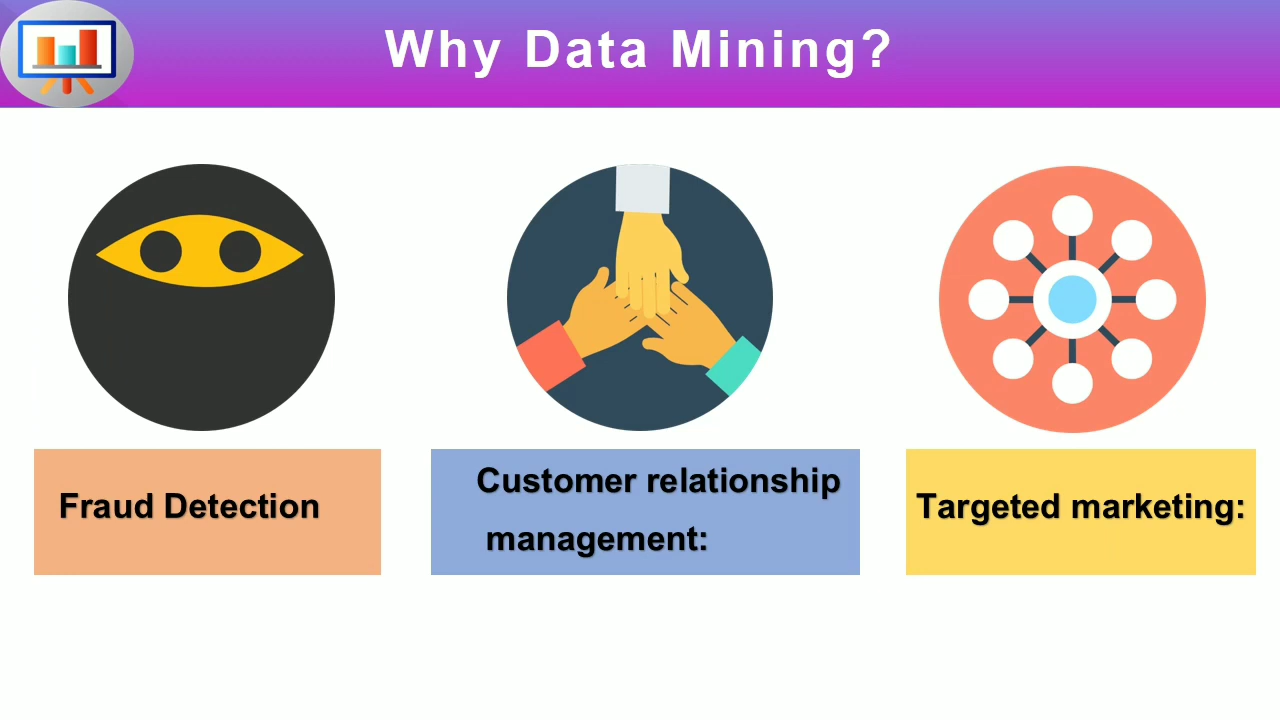 Why Data Mining?
Fraud Detection
Customer relationship
management:
Targeted marketing: